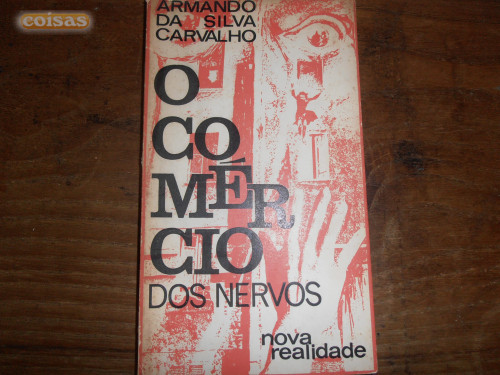 coisas
ARMANDO
DA SILVA
CARVALHO
O
CO
MÉR
CIO
DOS NERVOS
nova
realidade